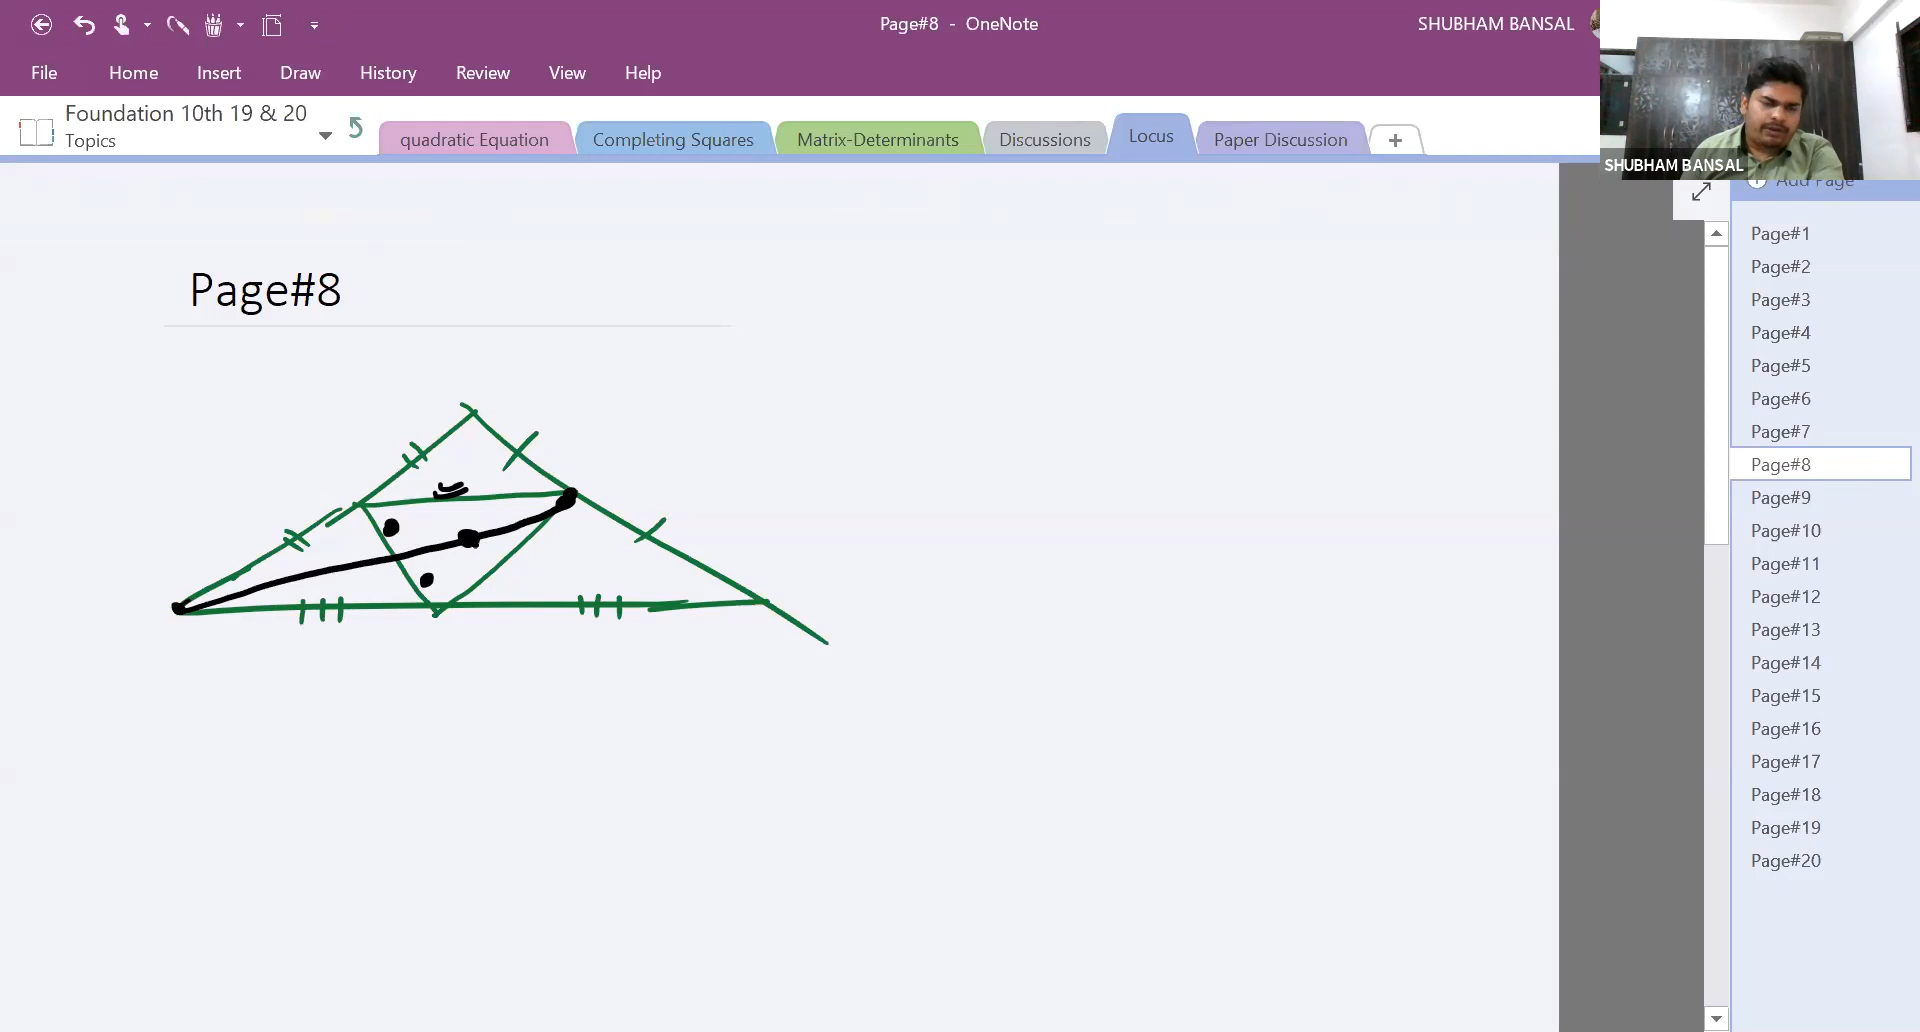 Page#8 - OneNote
SHUBHAM BANSAL
File Home Insert Draw History Review View Help
Foundation 10th 19 & 20
Topics
quadratic Equation
Completing Squares
Matrix-Determinants
Discussions
Locus
Paper Discussion
+
SHUBHAM BANSAL
Add Page
Page#8
Page#1
Page#2
Page#3
Page#4
Page#5
Page#6
Page#7
Page#8
Page#9
Page#10
Page#11
Page#12
Page#13
Page#14
Page#15
Page#16
Page#17
Page#18
Page#19
Page#20